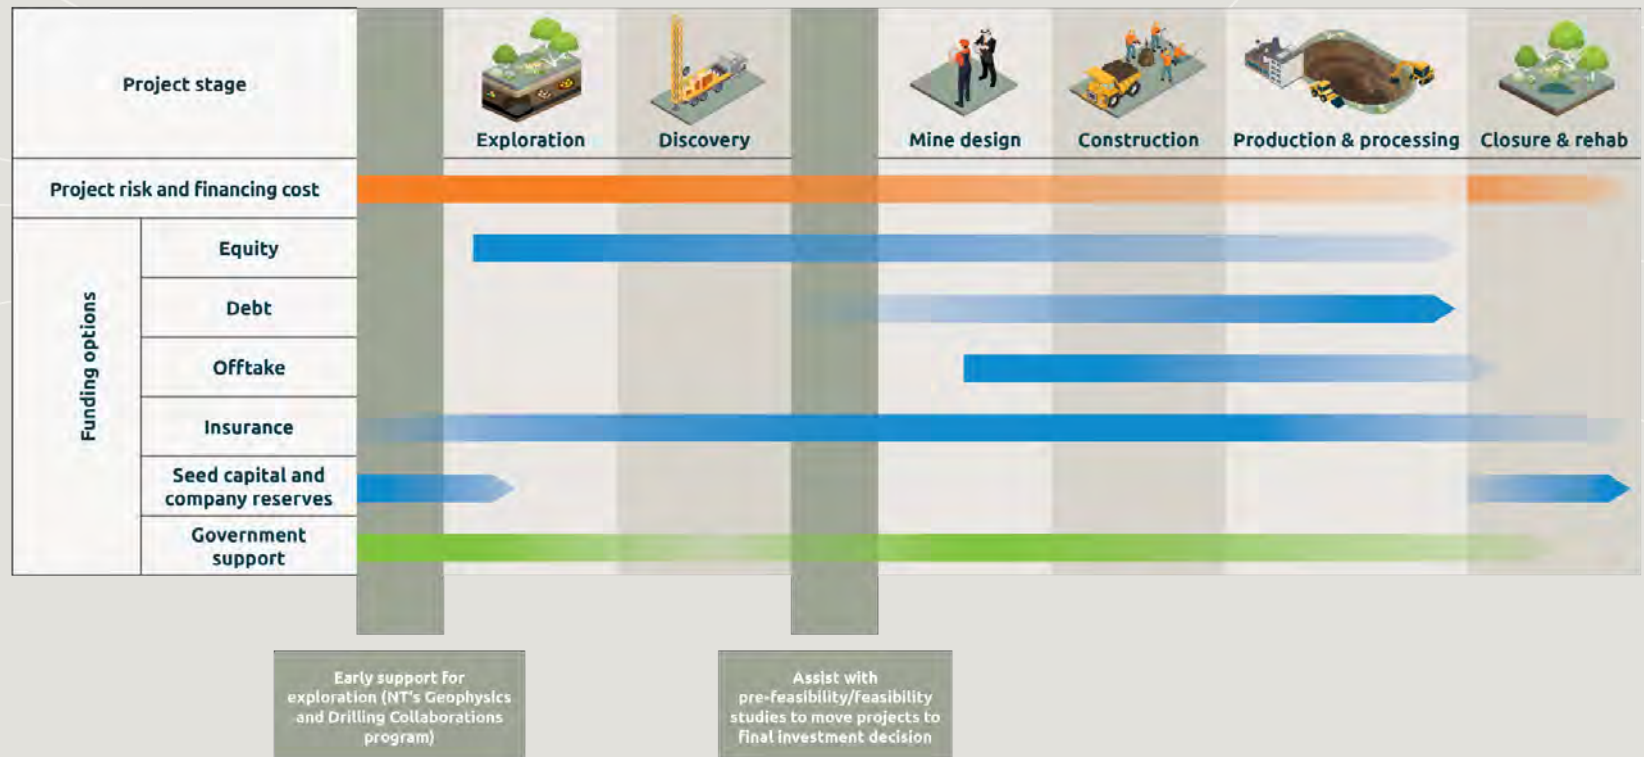 Project stage
Exploration
Discovery
Mine design
Construction
Production & processing
Closure & rehab
Project risk and financing cost
Funding options
Equity
Debt
Offtake
Insurance
Seed capital and
company reserves
Government
support
Early support for
exploration (NT's Geophysics
and Drilling Collaborations
program)
Assist with
pre-feasibility/feasibility
studies to move projects to
final investment decision